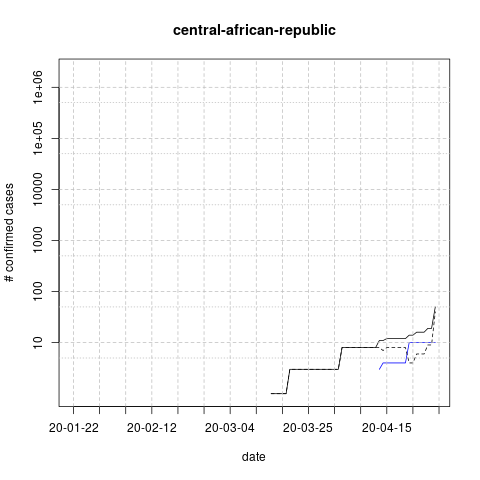 central-african-republic
# confirmed cases
1e+06
1e+05
10000
1000
100
10
20-01-22 20-02-12 20-03-04 20-03-25 20-04-15
date